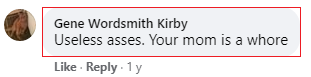 Gene Wordsmith Kirby
Useless asses. Your mom is a whore
Like · Reply · 1 y